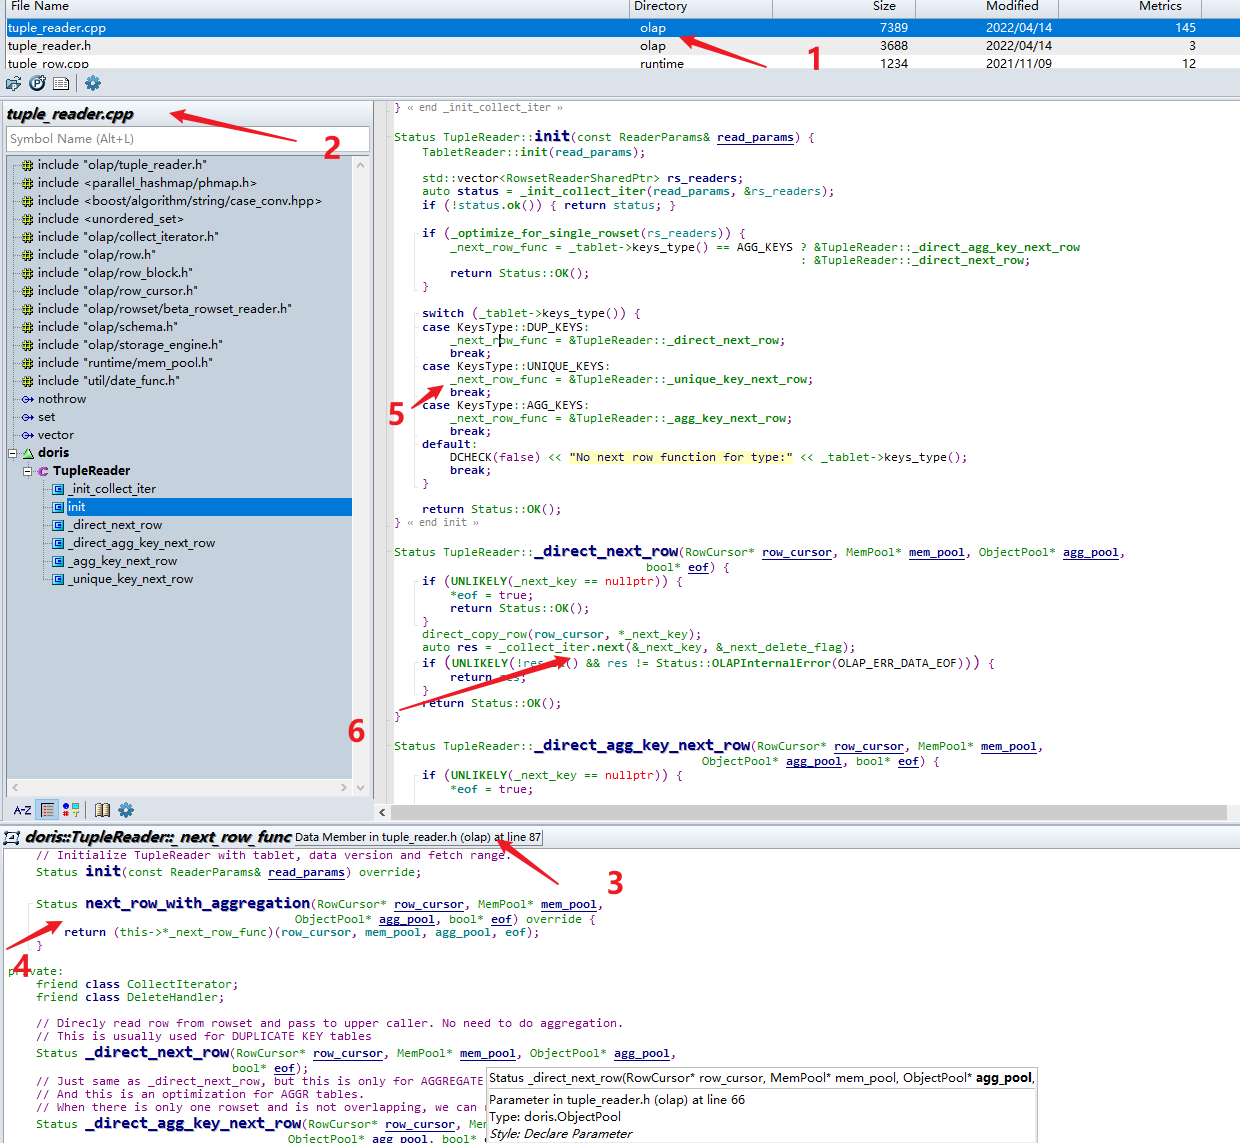 File Name Directory Size Modified Metrics
tuple_reader.cpp olap 7389 2022/04/14 145
tuple_reader.h olap 3688 2022/04/14 3
tuple_row.cpp runtime 1234 2021/11/09 12
1
tuple_reader.cpp
2
Symbol Name (Alt+L)
include "olap/tuple_reader.h"
include <parallel_hashmap/phmap.h>
include <boost/algorithm/string/case_conv.hpp>
include <unordered_set>
include "olap/collect_iterator.h"
include "olap/row.h"
include "olap/row_block.h"
include "olap/row_cursor.h"
include "olap/rowset/beta_rowset_reader.h"
include "olap/schema.h"
include "olap/storage_engine.h"
include "runtime/mem_pool.h"
include "util/date_func.h"
nothrow
set
vector
doris
TupleReader
_init_collect_iter
init
_direct_next_row
_direct_agg_key_next_row
_agg_key_next_row
_unique_key_next_row
A-Z
} « end _init_collect_iter »
Status TupleReader::init(const ReaderParams& read_params) {
TabletReader::init(read_params);
std::vector<RowsetReaderSharedPtr> rs_readers;
auto status = _init_collect_iter(read_params, &rs_readers);
if (!status.ok()) { return status; }
if (_optimize_for_single_rowset(rs_readers)) {
_next_row_func = _tablet->keys_type() == AGG_KEYS ? &TupleReader::_direct_agg_key_next_row
: &TupleReader::_direct_next_row;
return Status::OK();
}
switch (_tablet->keys_type()) {
case KeysType::DUP_KEYS:
_next_row_func = &TupleReader::_direct_next_row;
break;
case KeysType::UNIQUE_KEYS:
_next_row_func = &TupleReader::_unique_key_next_row;
break;
5
case KeysType::AGG_KEYS:
_next_row_func = &TupleReader::_agg_key_next_row;
break;
default:
DCHECK(false) << "No next row function for type:" << _tablet->keys_type();
break;
}
return Status::OK();
} « end init »
Status TupleReader::_direct_next_row(RowCursor* row_cursor, MemPool* mem_pool, ObjectPool* agg_pool,
bool* eof) {
if (UNLIKELY(_next_key == nullptr)) {
*eof = true;
return Status::OK();
}
direct_copy_row(row_cursor, *_next_key);
auto res = _collect_iter.next(&_next_key, &_next_delete_flag);
if (UNLIKELY(!res.ok() && res != Status::OLAPInternalError(OLAP_ERR_DATA_EOF))) {
return res;
}
return Status::OK();
}
6
Status TupleReader::_direct_agg_key_next_row(RowCursor* row_cursor, MemPool* mem_pool,
ObjectPool* agg_pool, bool* eof) {
if (UNLIKELY(_next_key == nullptr)) {
*eof = true;
doris::TupleReader::_next_row_func Data Member in tuple_reader.h (olap) at line 87
// Initialize TupleReader with tablet, data version and fetch range.
Status init(const ReaderParams& read_params) override;
3
Status next_row_with_aggregation(RowCursor* row_cursor, MemPool* mem_pool,
ObjectPool* agg_pool, bool* eof) override {
return (this->*_next_row_func)(row_cursor, mem_pool, agg_pool, eof);
}
4
private:
friend class CollectIterator;
friend class DeleteHandler;
// Direcly read row from rowset and pass to upper caller. No need to do aggregation.
// This is usually used for DUPLICATE KEY tables
Status _direct_next_row(RowCursor* row_cursor, MemPool* mem_pool, ObjectPool* agg_pool,
bool* eof);
// Just same as _direct_next_row, but this is only for AGGREGATE
// And this is an optimization for AGGR tables.
// When there is only one rowset and is not overlapping, we can
Status _direct_agg_key_next_row(RowCursor* row_cursor,
ObjectPool* agg_pool, bool*
Status _direct_next_row(RowCursor* row_cursor, MemPool* mem_pool, ObjectPool* agg_pool,
Parameter in tuple_reader.h (olap) at line 66
Type: doris.ObjectPool
Style: Declare Parameter